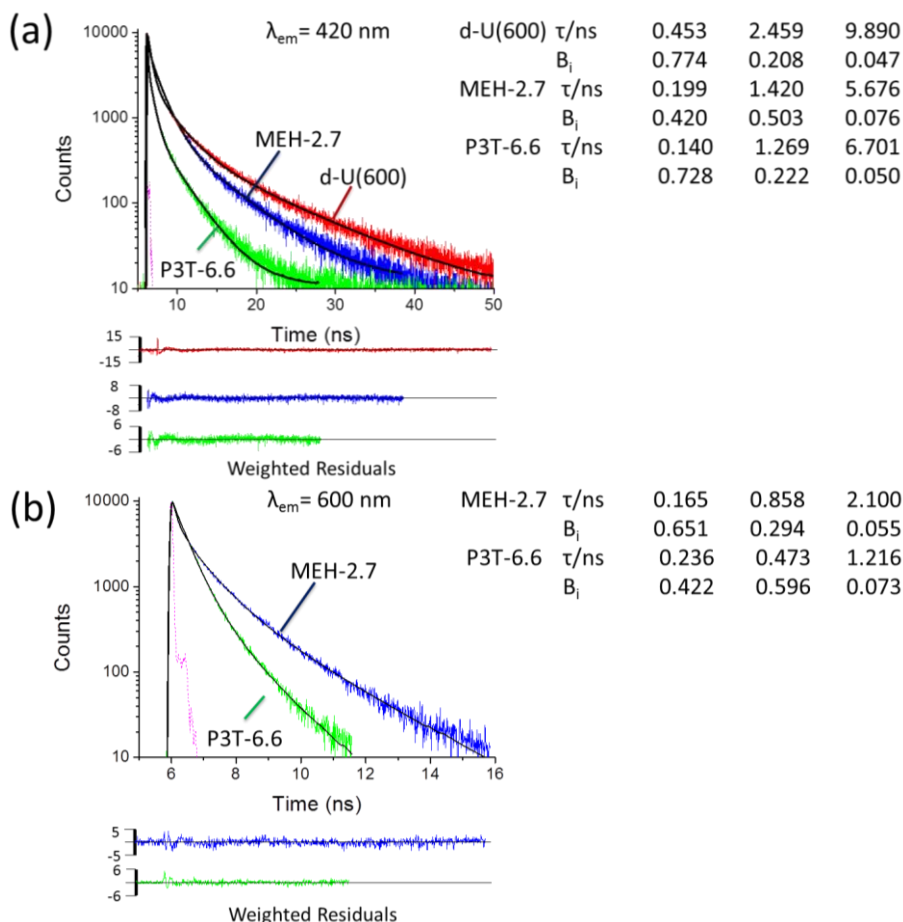 (a)
λem= 420 nm
d-U(600) τ/ns 0.453 2.459 9.890
Bi 0.774 0.208 0.047
MEH-2.7 τ/ns 0.199 1.420 5.676
Bi 0.420 0.503 0.076
P3T-6.6 τ/ns 0.140 1.269 6.701
Bi 0.728 0.222 0.050
Counts
10000
1000
100
10
MEH-2.7
d-U(600)
P3T-6.6
10 20 30 40 50
Time (ns)
15
-15
8
-8
6
-6
Weighted Residuals
(b)
λem= 600 nm
MEH-2.7 τ/ns 0.165 0.858 2.100
Bi 0.651 0.294 0.055
P3T-6.6 τ/ns 0.236 0.473 1.216
Bi 0.422 0.596 0.073
Counts
10000
1000
100
10
MEH-2.7
P3T-6.6
6 8 10 12 14 16
Time (ns)
5
-5
6
-6
Weighted Residuals